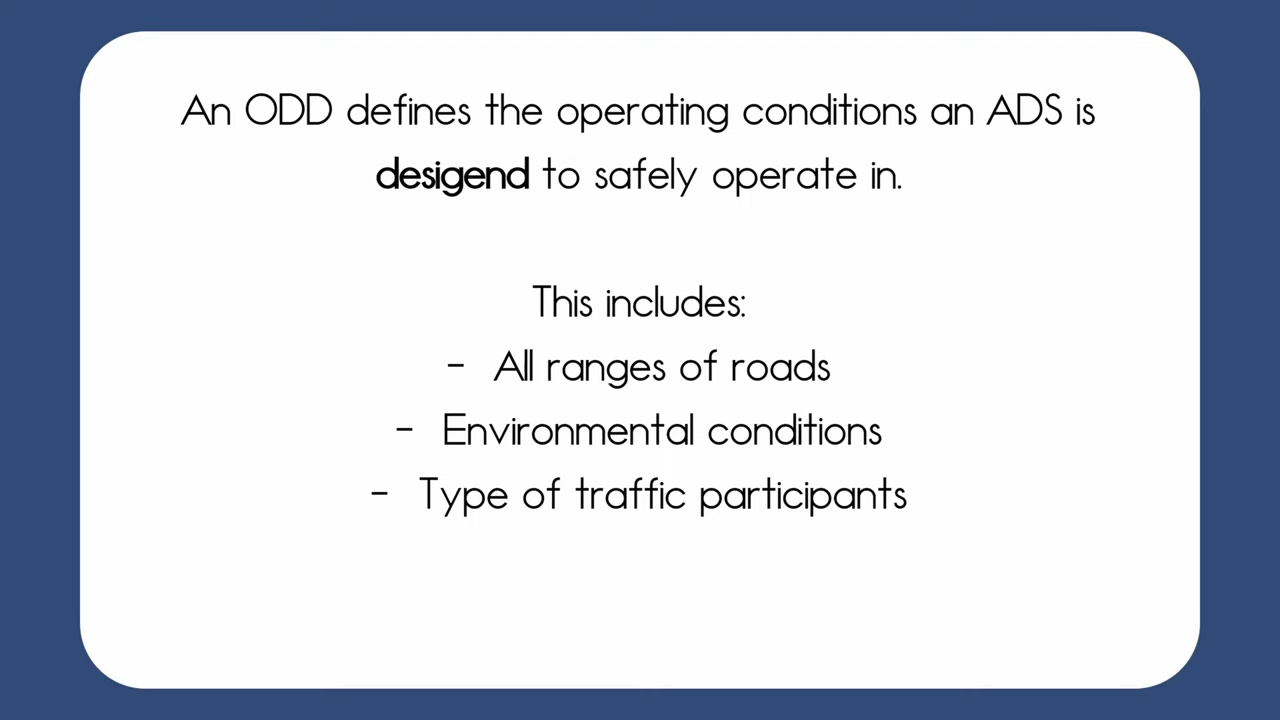 An ODD defines the operating conditions an ADS is
desigend to safely operate in.
This includes:
- All ranges of roads
- Environmental conditions
- Type of traffic participants